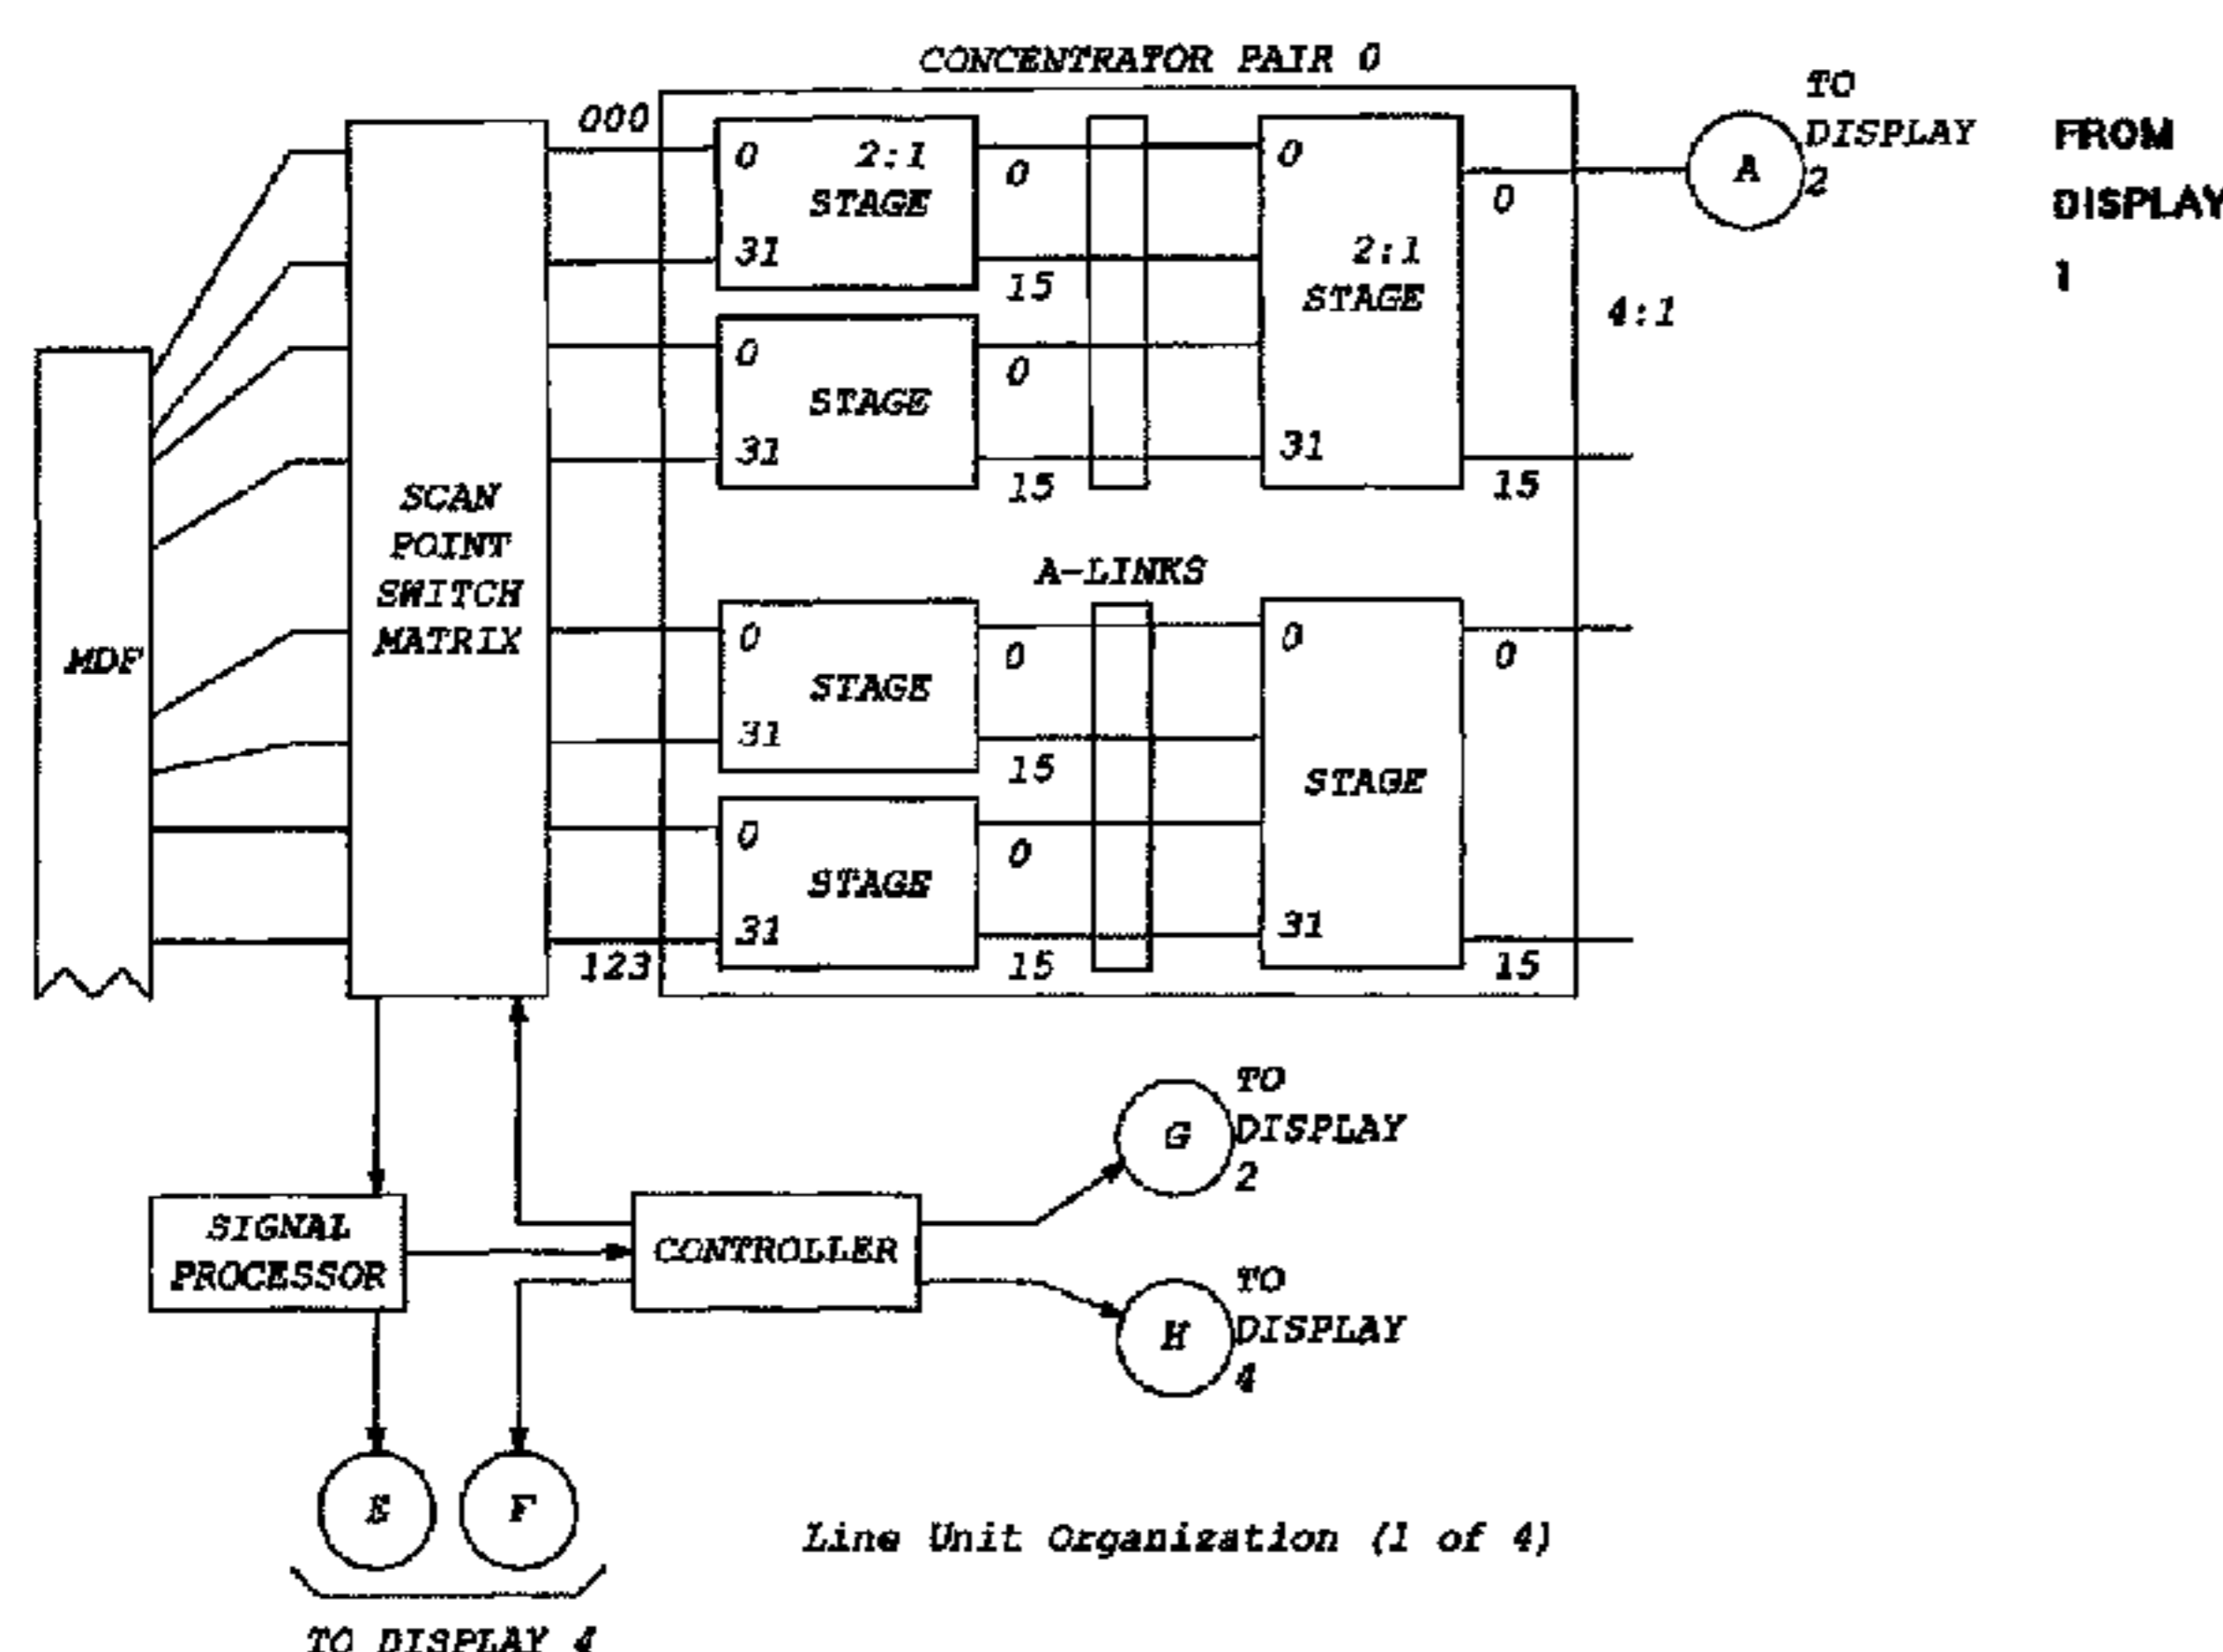 CONCENTRATOR PAIR 0
TO
DISPLAY
2
FROM
DISPLAY
1
000
0 2:1
STAGE
31
0
15
0
2:1
STAGE
31
A
0
4:1
15
0
STAGE
31
0
15
SCAN
POINT
SWITCH
MATRIX
MDF
A-LINKS
0
STAGE
31
0
15
0
STAGE
31
0
15
0
STAGE
31
0
15
123
SIGNAL
PROCESSOR
CONTROLLER
G
TO
DISPLAY
2
H
TO
DISPLAY
4
E
F
TO DISPLAY 4
Line Unit Organization (1 of 4)